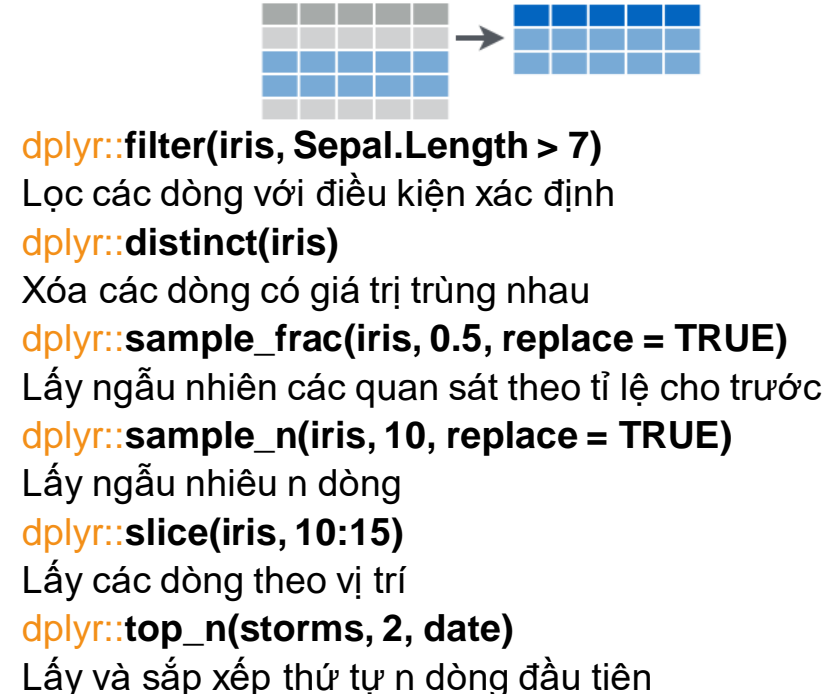 dplyr::filter(iris, Sepal.Length > 7)
Lọc các dòng với điều kiện xác định
dplyr::distinct(iris)
Xóa các dòng có giá trị trùng nhau
dplyr::sample_frac(iris, 0.5, replace = TRUE)
Lấy ngẫu nhiên các quan sát theo tỉ lệ cho trước
dplyr::sample_n(iris, 10, replace = TRUE)
Lấy ngẫu nhiêu n dòng
dplyr::slice(iris, 10:15)
Lấy các dòng theo vị trí
dplyr::top_n(storms, 2, date)
Lấy và sắp xếp thứ tự n dòng đầu tiên